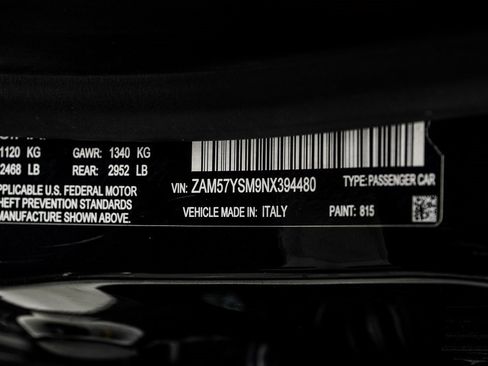 1120 KG GAWR: 1340 KG
2468 LB REAR: 2952 LB
PLICABLE U.S. FEDERAL MOTOR
HEFT PREVENTION STANDARDS
MANUFACTURE SHOWN ABOVE.
VIN: ZAM57YSM9NX394480 TYPE: PASSENGER CAR
VEHICLE MADE IN: ITALY PAINT: 815